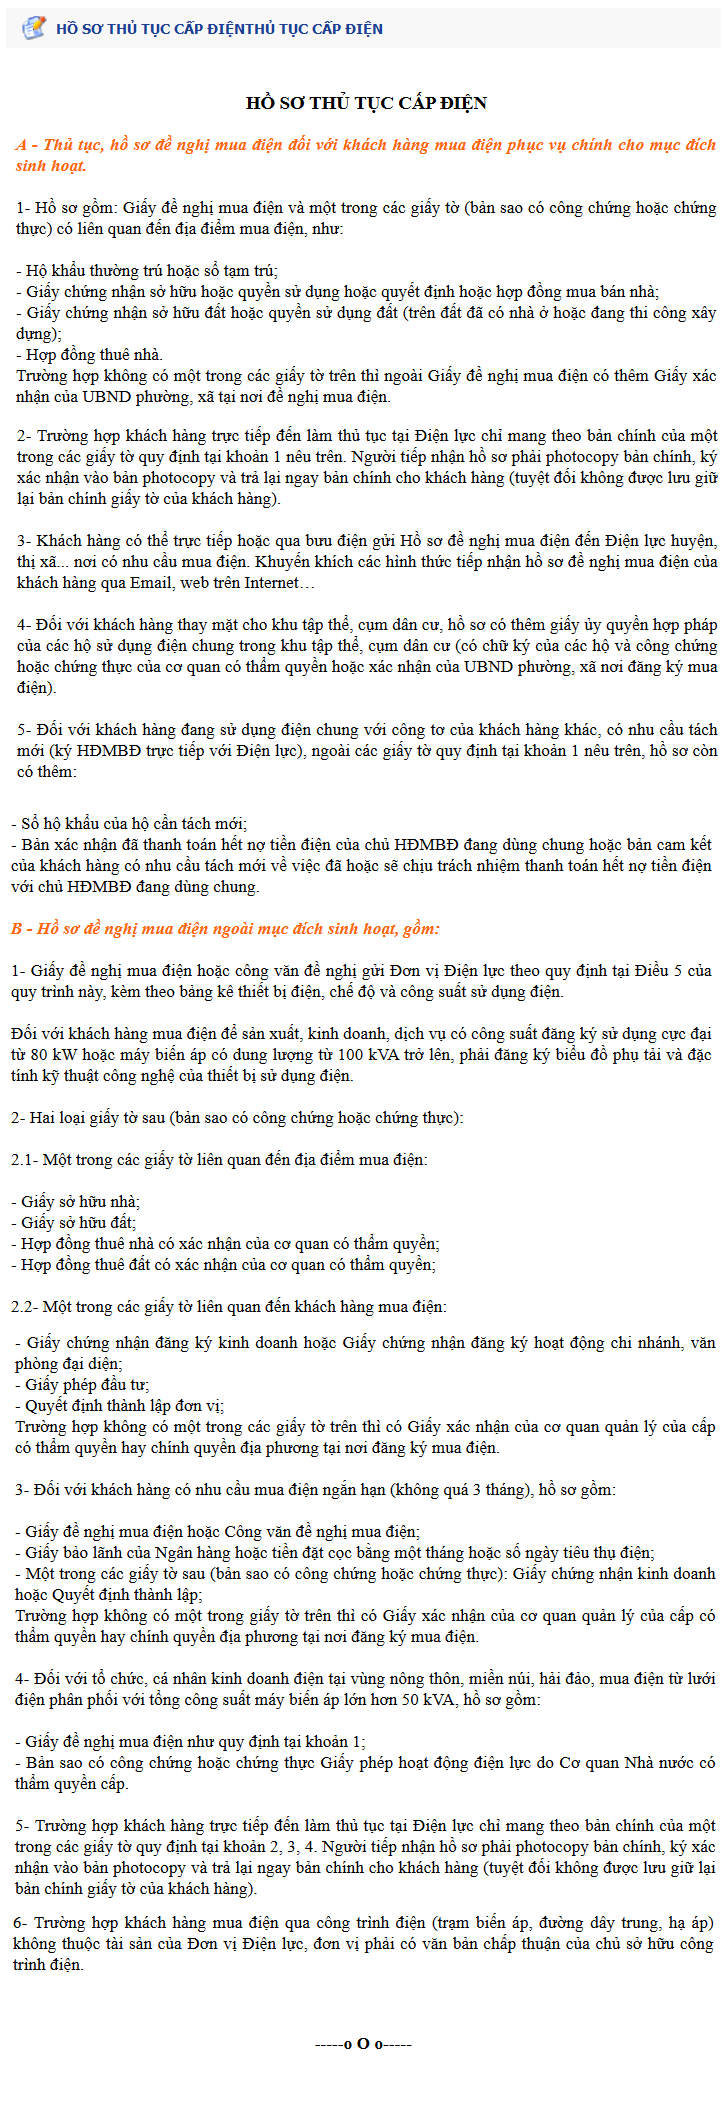 HỒ SƠ THỦ TỤC CẤP ĐIỆNTHỦ TỤC CẤP ĐIỆN
HỒ SƠ THỦ TỤC CẤP ĐIỆN
A - Thủ tục, hồ sơ đề nghị mua điện đối với khách hàng mua điện phục vụ chính cho mục đích
sinh hoạt.
1- Hồ sơ gồm: Giấy đề nghị mua điện và một trong các giấy tờ (bản sao có công chứng hoặc chứng
thực) có liên quan đến địa điểm mua điện, như:
- Hộ khẩu thường trú hoặc sổ tạm trú;
- Giấy chứng nhận sở hữu hoặc quyền sử dụng hoặc quyết định hoặc hợp đồng mua bán nhà;
- Giấy chứng nhận sở hữu đất hoặc quyền sử dụng đất (trên đất đã có nhà ở hoặc đang thi công xây
dựng);
- Hợp đồng thuê nhà.
Trường hợp không có một trong các giấy tờ trên thì ngoài Giấy đề nghị mua điện có thêm Giấy xác
nhận của UBND phường, xã tại nơi đề nghị mua điện.
2- Trường hợp khách hàng trực tiếp đến làm thủ tục tại Điện lực chỉ mang theo bản chính của một
trong các giấy tờ quy định tại khoản 1 nêu trên. Người tiếp nhận hồ sơ phải photocopy bản chính, ký
xác nhận vào bản photocopy và trả lại ngay bản chính cho khách hàng (tuyệt đối không được lưu giữ
lại bản chính giấy tờ của khách hàng).
3- Khách hàng có thể trực tiếp hoặc qua bưu điện gửi Hồ sơ đề nghị mua điện đến Điện lực huyện,
thị xã... nơi có nhu cầu mua điện. Khuyến khích các hình thức tiếp nhận hồ sơ đề nghị mua điện của
khách hàng qua Email, web trên Internet…
4- Đối với khách hàng thay mặt cho khu tập thể, cụm dân cư, hồ sơ có thêm giấy ủy quyền hợp pháp
của các hộ sử dụng điện chung trong khu tập thể, cụm dân cư (có chữ ký của các hộ và công chứng
hoặc chứng thực của cơ quan có thẩm quyền hoặc xác nhận của UBND phường, xã nơi đăng ký mua
điện).
5- Đối với khách hàng đang sử dụng điện chung với công tơ của khách hàng khác, có nhu cầu tách
mới (ký HĐMBĐ trực tiếp với Điện lực), ngoài các giấy tờ quy định tại khoản 1 nêu trên, hồ sơ còn
có thêm:
- Sổ hộ khẩu của hộ cần tách mới;
- Bản xác nhận đã thanh toán hết nợ tiền điện của chủ HĐMBĐ đang dùng chung hoặc bản cam kết
của khách hàng có nhu cầu tách mới về việc đã hoặc sẽ chịu trách nhiệm thanh toán hết nợ tiền điện
với chủ HĐMBĐ đang dùng chung.
B - Hồ sơ đề nghị mua điện ngoài mục đích sinh hoạt, gồm:
1- Giấy đề nghị mua điện hoặc công văn đề nghị gửi Đơn vị Điện lực theo quy định tại Điều 5 của
quy trình này, kèm theo bảng kê thiết bị điện, chế độ và công suất sử dụng điện.
Đối với khách hàng mua điện để sản xuất, kinh doanh, dịch vụ có công suất đăng ký sử dụng cực đại
từ 80 kW hoặc máy biến áp có dung lượng từ 100 kVA trở lên, phải đăng ký biểu đồ phụ tải và đặc
tính kỹ thuật công nghệ của thiết bị sử dụng điện.
2- Hai loại giấy tờ sau (bản sao có công chứng hoặc chứng thực):
2.1- Một trong các giấy tờ liên quan đến địa điểm mua điện:
- Giấy sở hữu nhà;
- Giấy sở hữu đất;
- Hợp đồng thuê nhà có xác nhận của cơ quan có thẩm quyền;
- Hợp đồng thuê đất có xác nhận của cơ quan có thẩm quyền;
2.2- Một trong các giấy tờ liên quan đến khách hàng mua điện:
- Giấy chứng nhận đăng ký kinh doanh hoặc Giấy chứng nhận đăng ký hoạt động chi nhánh, văn
phòng đại diện;
- Giấy phép đầu tư;
- Quyết định thành lập đơn vị;
Trường hợp không có một trong các giấy tờ trên thì có Giấy xác nhận của cơ quan quản lý của cấp
có thẩm quyền hay chính quyền địa phương tại nơi đăng ký mua điện.
3- Đối với khách hàng có nhu cầu mua điện ngắn hạn (không quá 3 tháng), hồ sơ gồm:
- Giấy đề nghị mua điện hoặc Công văn đề nghị mua điện;
- Giấy bảo lãnh của Ngân hàng hoặc tiền đặt cọc bằng một tháng hoặc số ngày tiêu thụ điện;
- Một trong các giấy tờ sau (bản sao có công chứng hoặc chứng thực): Giấy chứng nhận kinh doanh
hoặc Quyết định thành lập;
Trường hợp không có một trong giấy tờ trên thì có Giấy xác nhận của cơ quan quản lý của cấp có
thẩm quyền hay chính quyền địa phương tại nơi đăng ký mua điện.
4- Đối với tổ chức, cá nhân kinh doanh điện tại vùng nông thôn, miền núi, hải đảo, mua điện từ lưới
điện phân phối với tổng công suất máy biến áp lớn hơn 50 kVA, hồ sơ gồm:
- Giấy đề nghị mua điện như quy định tại khoản 1;
- Bản sao có công chứng hoặc chứng thực Giấy phép hoạt động điện lực do Cơ quan Nhà nước có
thẩm quyền cấp.
5- Trường hợp khách hàng trực tiếp đến làm thủ tục tại Điện lực chỉ mang theo bản chính của một
trong các giấy tờ quy định tại khoản 2, 3, 4. Người tiếp nhận hồ sơ phải photocopy bản chính, ký xác
nhận vào bản photocopy và trả lại ngay bản chính cho khách hàng (tuyệt đối không được lưu giữ lại
bản chính giấy tờ của khách hàng).
6- Trường hợp khách hàng mua điện qua công trình điện (trạm biến áp, đường dây trung, hạ áp)
không thuộc tài sản của Đơn vị Điện lực, đơn vị phải có văn bản chấp thuận của chủ sở hữu công
trình điện.
-----o O o-----